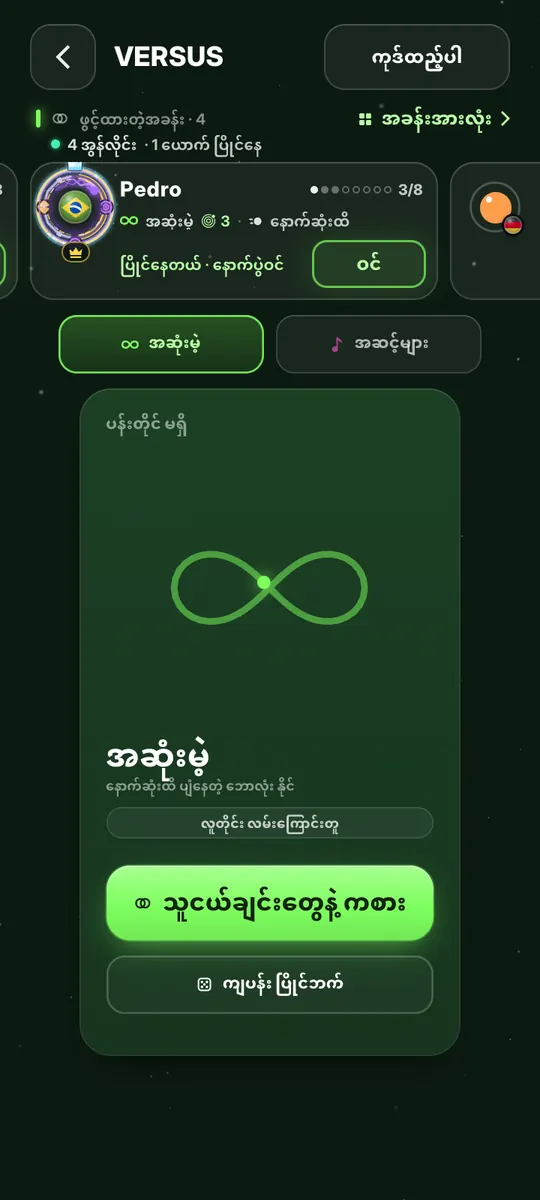 VERSUS
ကုဒ်ထည့်ပါ
ဖွင့်ထားတဲ့အခန်း · 4
အခန်းအားလုံး
4 အွန်လိုင်း · 1 ယောက် ပြိုင်နေ
Pedro
3/8
အဆုံးမဲ့ 3 · နောက်ဆုံးထိ
ပြိုင်နေတယ် · နောက်ပွဲဝင်
ဝင်
အဆုံးမဲ့
အဆင့်များ
ပန်းတိုင် မရှိ
အဆုံးမဲ့
နောက်ဆုံးထိ ပျံနေတဲ့ ဘောလုံး နိုင်
လူတိုင်း လမ်းကြောင်းတူ
သူငယ်ချင်းတွေနဲ့ ကစား
ကျပန်း ပြိုင်ဘက်